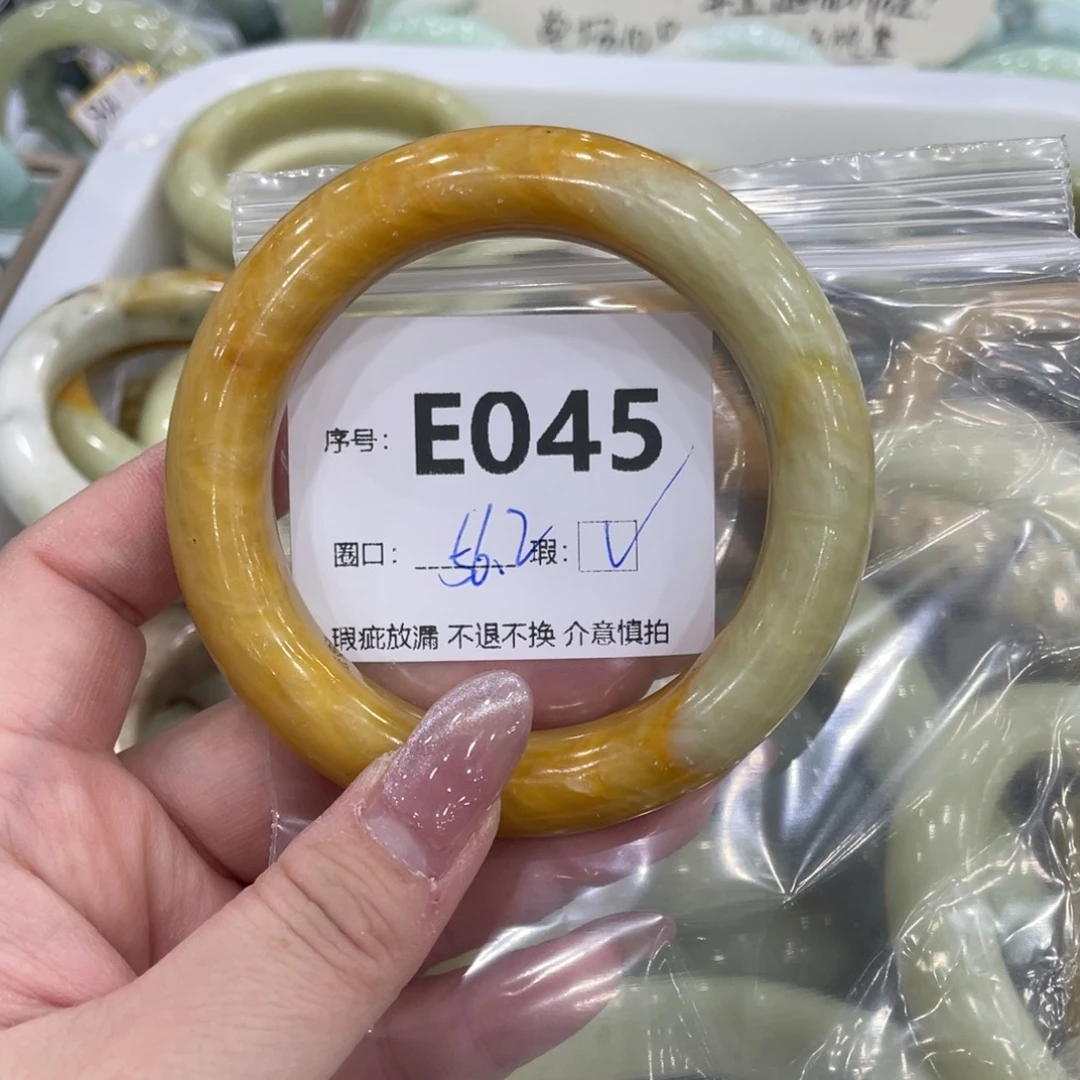 序号： E045
圈口： 56.2 瑕： V
瑕疵放漏 不退不换 介意慎拍